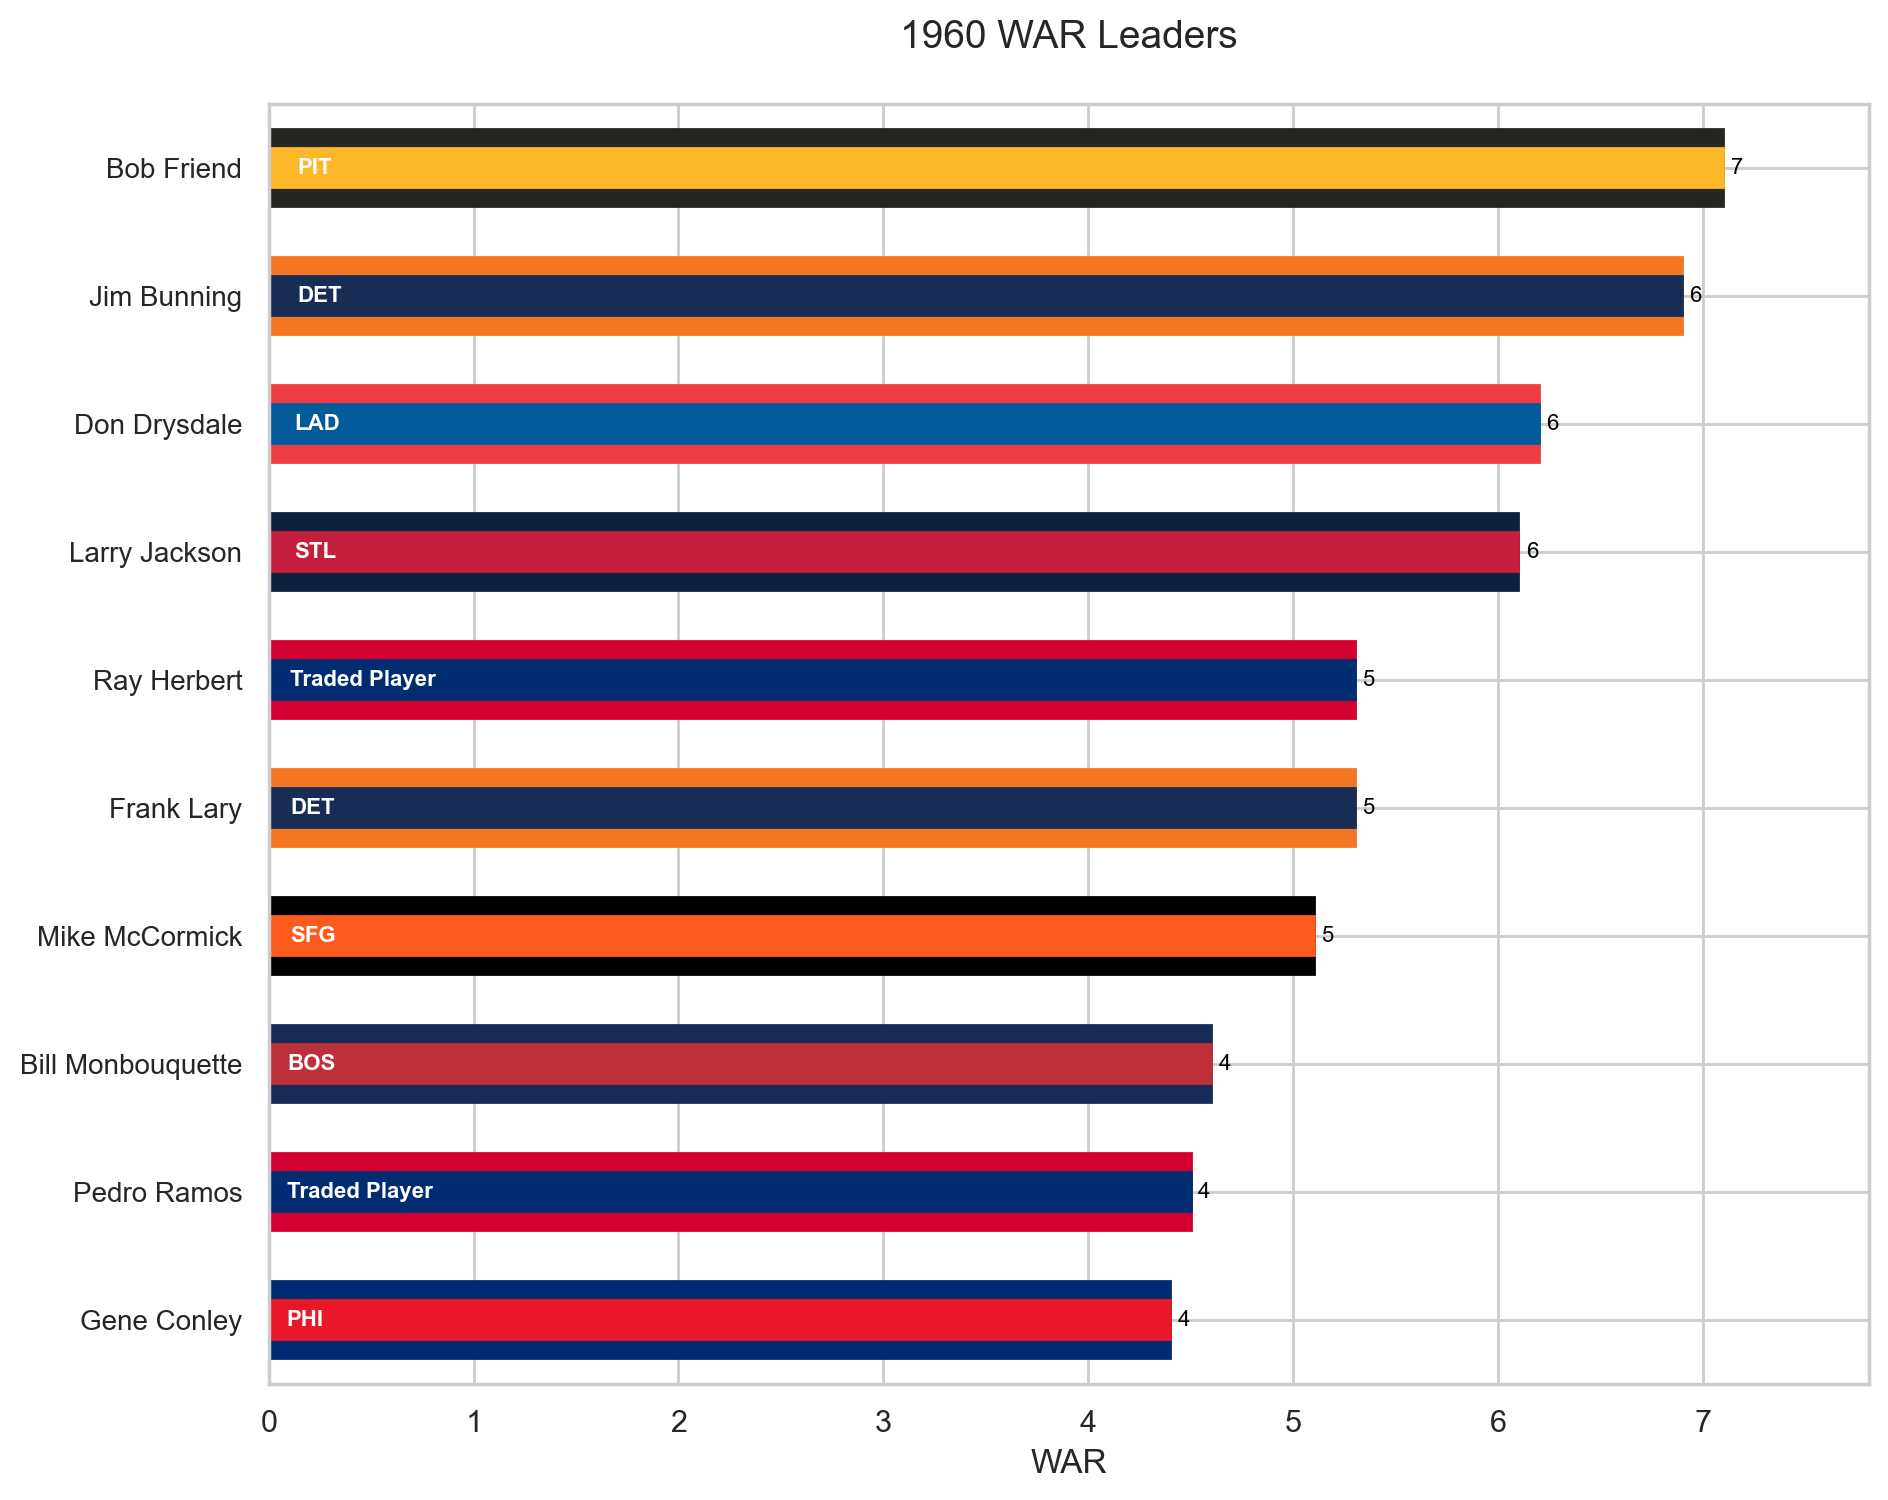 1960 WAR Leaders
Bob Friend
PIT
7
Jim Bunning
DET
6
Don Drysdale
LAD
6
Larry Jackson
STL
6
Ray Herbert
Traded Player
5
Frank Lary
DET
5
Mike McCormick
SFG
5
Bill Monbouquette
BOS
4
Pedro Ramos
Traded Player
4
Gene Conley
PHI
4
0 1 2 3 4 5 6 7
WAR